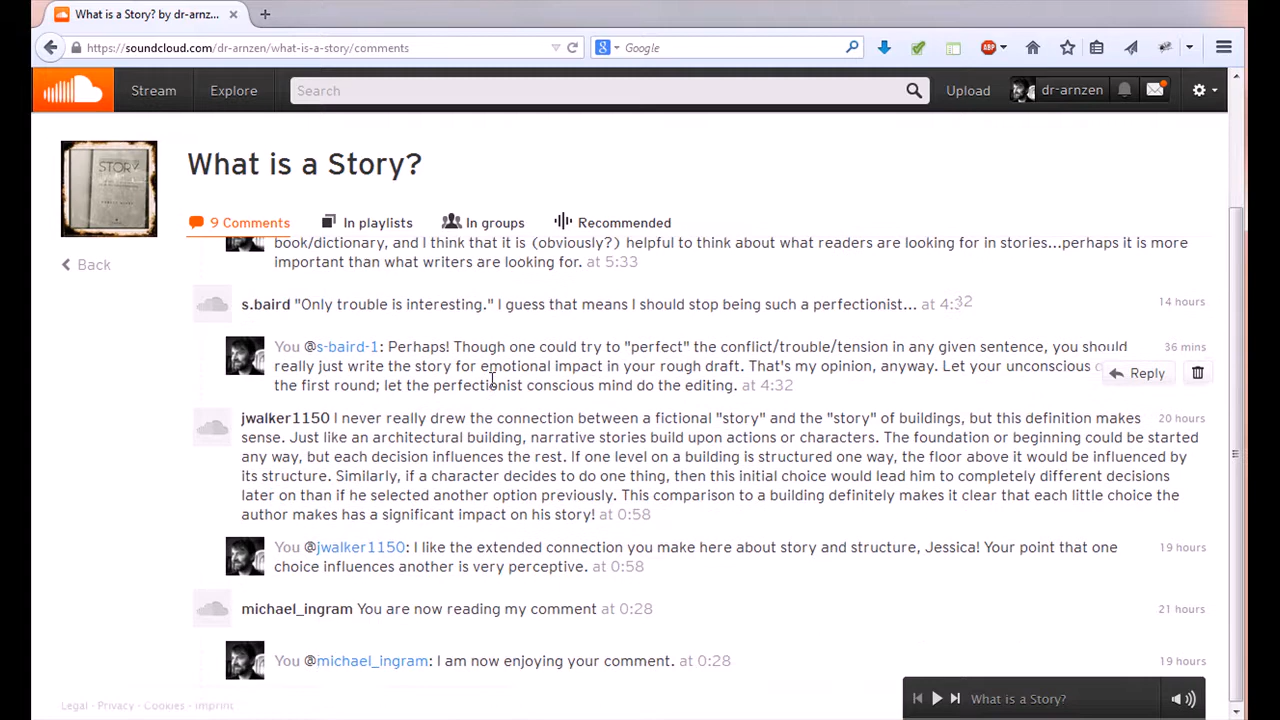 What is a Story? by dr-arnz...
https://soundcloud.com/dr-arnzen/what-is-a-story/comments
Google
ABP
Stream
Explore
Search
Upload
dr-arnzen
STORY
What is a Story?
9 Comments
In playlists
In groups
Recommended
Back
book/dictionary, and I think that it is (obviously?) helpful to think about what readers are looking for in stories...perhaps it is more
important than what writers are looking for. at 5:33
s.baird "Only trouble is interesting." I guess that means I should stop being such a perfectionist... at 4:32
14 hours
You @s-baird-1: Perhaps! Though one could try to "perfect" the conflict/trouble/tension in any given sentence, you should
36 mins
really just write the story for emotional impact in your rough draft. That's my opinion, anyway. Let your unconscious
Reply
the first round; let the perfectionist conscious mind do the editing. at 4:32
jwalker1150 I never really drew the connection between a fictional "story" and the "story" of buildings, but this definition makes
20 hours
sense. Just like an architectural building, narrative stories build upon actions or characters. The foundation or beginning could be started
any way, but each decision influences the rest. If one level on a building is structured one way, the floor above it would be influenced by
its structure. Similarly, if a character decides to do one thing, then this initial choice would lead him to completely different decisions
later on than if he selected another option previously. This comparison to a building definitely makes it clear that each little choice the
author makes has a significant impact on his story! at 0:58
You @jwalker1150: I like the extended connection you make here about story and structure, Jessica! Your point that one
19 hours
choice influences another is very perceptive. at 0:58
michael_ingram You are now reading my comment at 0:28
21 hours
You @michael_ingram: I am now enjoying your comment. at 0:28
19 hours
Legal - Privacy - Cookies - Imprint
What is a Story?